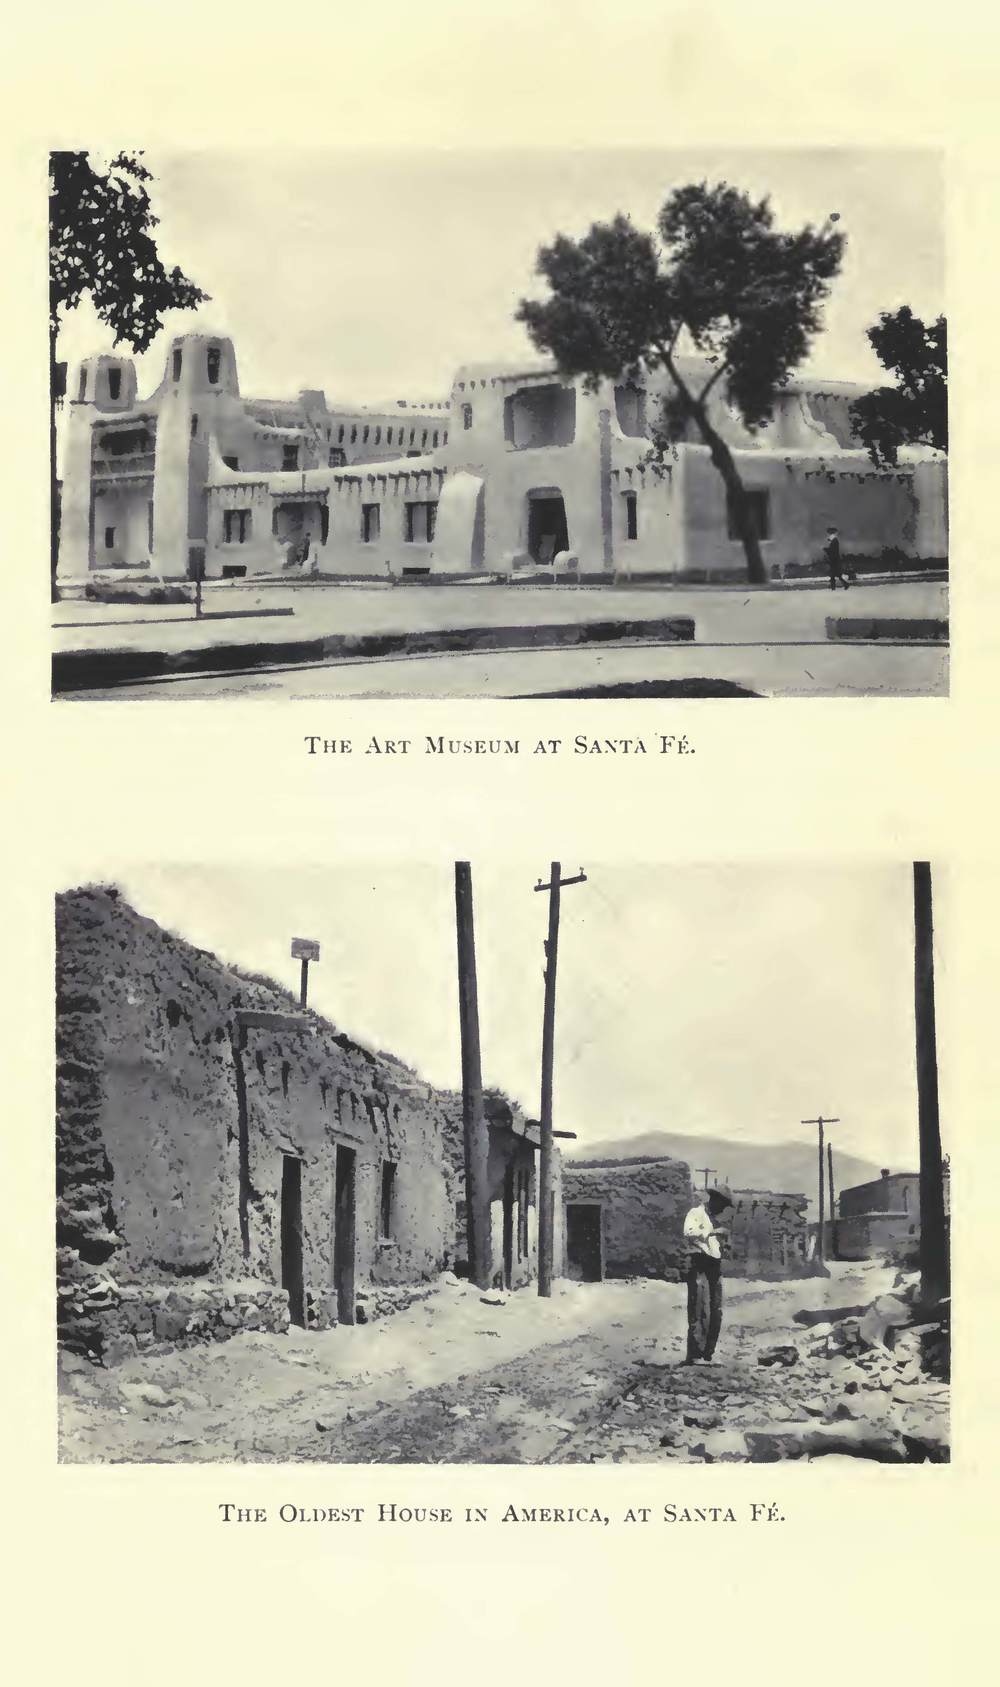 The Art Museum at Santa Fé.
The Oldest House in America, at Santa Fé.